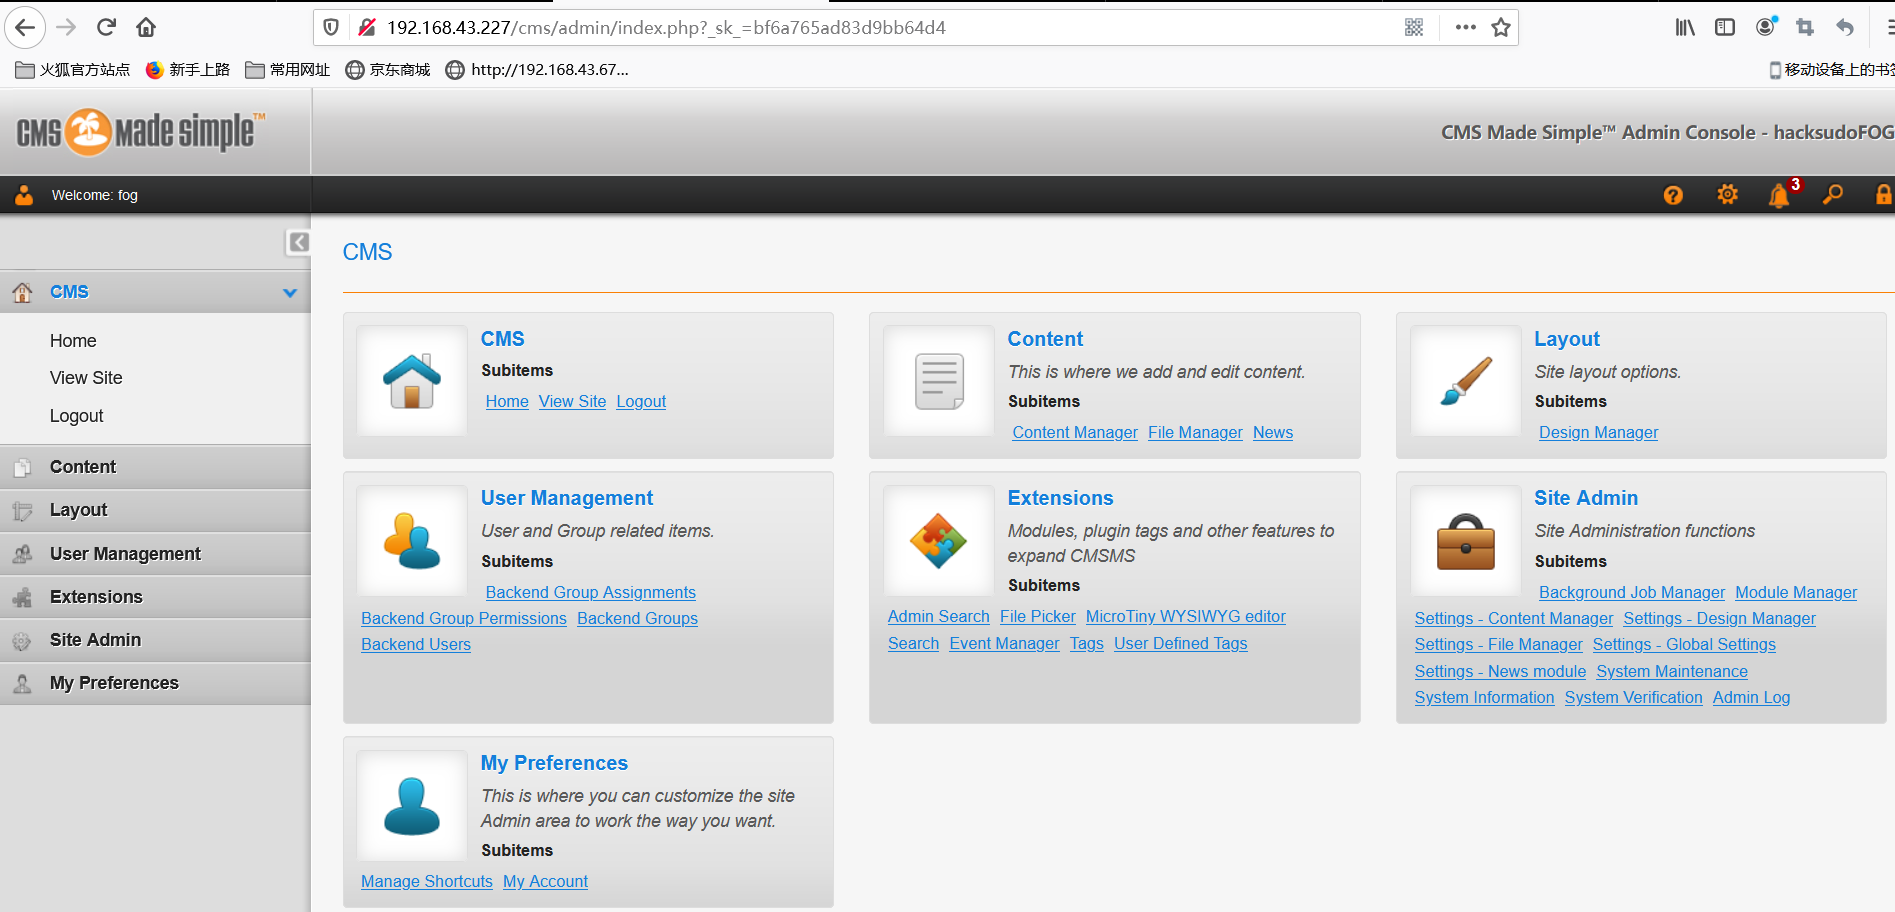 192.168.43.227/cms/admin/index.php?_sk_=bf6a765ad83d9bb64d4
火狐官方站点 新手上路 常用网址 京东商城 http://192.168.43.67...
移动设备上的书签
CMS made simple™
CMS Made Simple™ Admin Console - hacksudoFOG
Welcome: fog
3
CMS
Home
View Site
Logout
Content
Layout
User Management
Extensions
Site Admin
My Preferences
CMS
CMS
Subitems
Home View Site Logout
Content
This is where we add and edit content.
Subitems
Content Manager File Manager News
Layout
Site layout options.
Subitems
Design Manager
User Management
User and Group related items.
Subitems
Backend Group Assignments
Backend Group Permissions Backend Groups
Backend Users
Extensions
Modules, plugin tags and other features to
expand CMSMS
Subitems
Admin Search File Picker MicroTiny WYSIWYG editor
Search Event Manager Tags User Defined Tags
Site Admin
Site Administration functions
Subitems
Background Job Manager Module Manager
Settings - Content Manager Settings - Design Manager
Settings - File Manager Settings - Global Settings
Settings - News module System Maintenance
System Information System Verification Admin Log
My Preferences
This is where you can customize the site
Admin area to work the way you want.
Subitems
Manage Shortcuts My Account